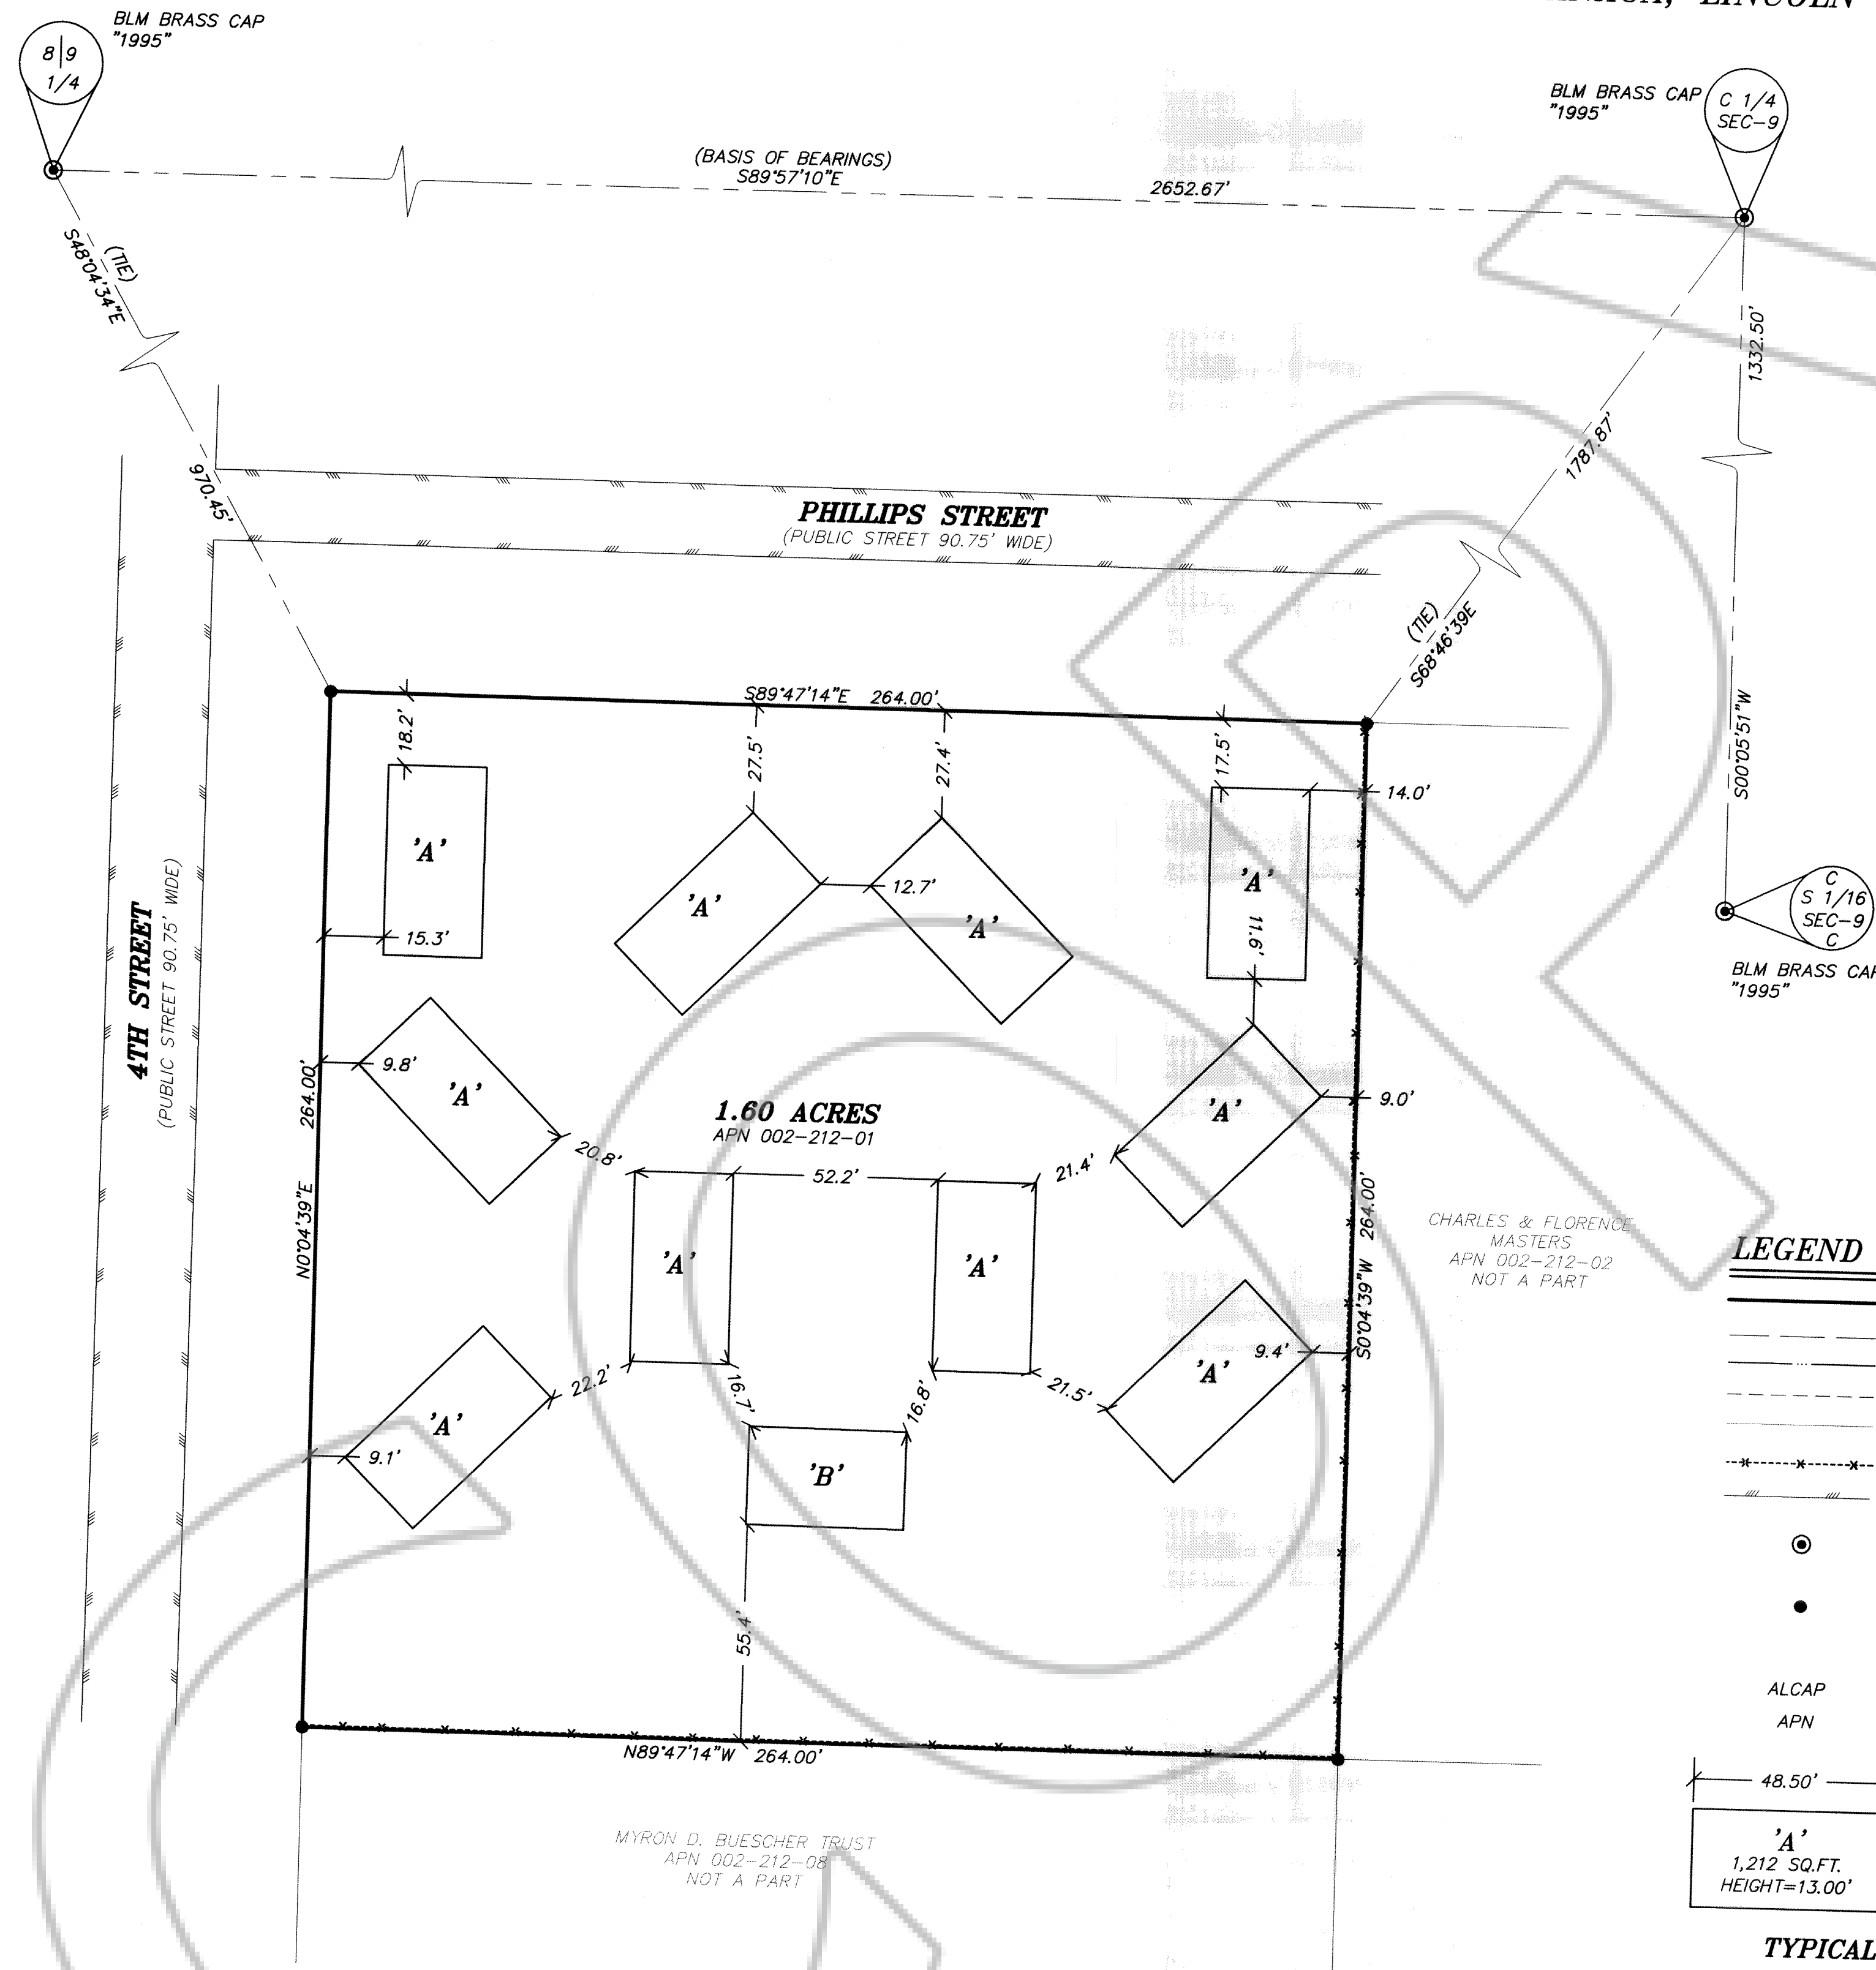 LINCOLN
BLM BRASS CAP
"1995"
8|9
1/4
BLM BRASS CAP
"1995"
C 1/4
SEC-9
(BASIS OF BEARINGS)
S89°57'10"E
2652.67'
(TIE)
S48°04'34"E
970.45'
1332.50'
1787.87'
(TIE)
S68°46'39E
S00°05'51"W
PHILLIPS STREET
(PUBLIC STREET 90.75' WIDE)
4TH STREET
(PUBLIC STREET 90.75' WIDE)
S89°47'14"E 264.00'
18.2'
27.5'
27.4'
17.5'
14.0'
'A'
'A'
'A'
'A'
12.7'
15.3'
11.6'
C
S 1/16
SEC-9
C
BLM BRASS CAP
"1995"
9.8'
'A'
264.00'
N0°04'39"E
1.60 ACRES
APN 002-212-01
'A'
9.0'
20.8'
52.2'
21.4'
264.00'
S0°04'39"W
CHARLES & FLORENCE
MASTERS
APN 002-212-02
NOT A PART
LEGEND
'A'
'A'
9.4'
'A'
22.2'
16.7'
16.8'
21.5'
'A'
9.1'
'B'
55.4'
N89°47'14"W 264.00'
ALCAP
APN
48.50'
'A'
1,212 SQ.FT.
HEIGHT=13.00'
MYRON D. BUESCHER TRUST
APN 002-212-08
NOT A PART
TYPICAL